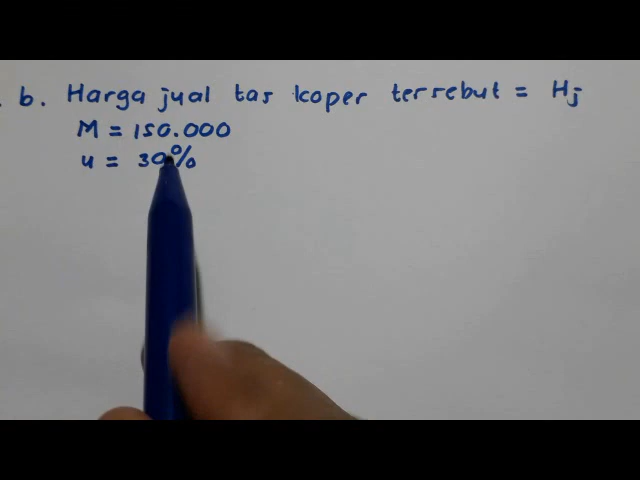 b. Harga jual tas koper tersebut = Hj
M = 150.000
u = 30%